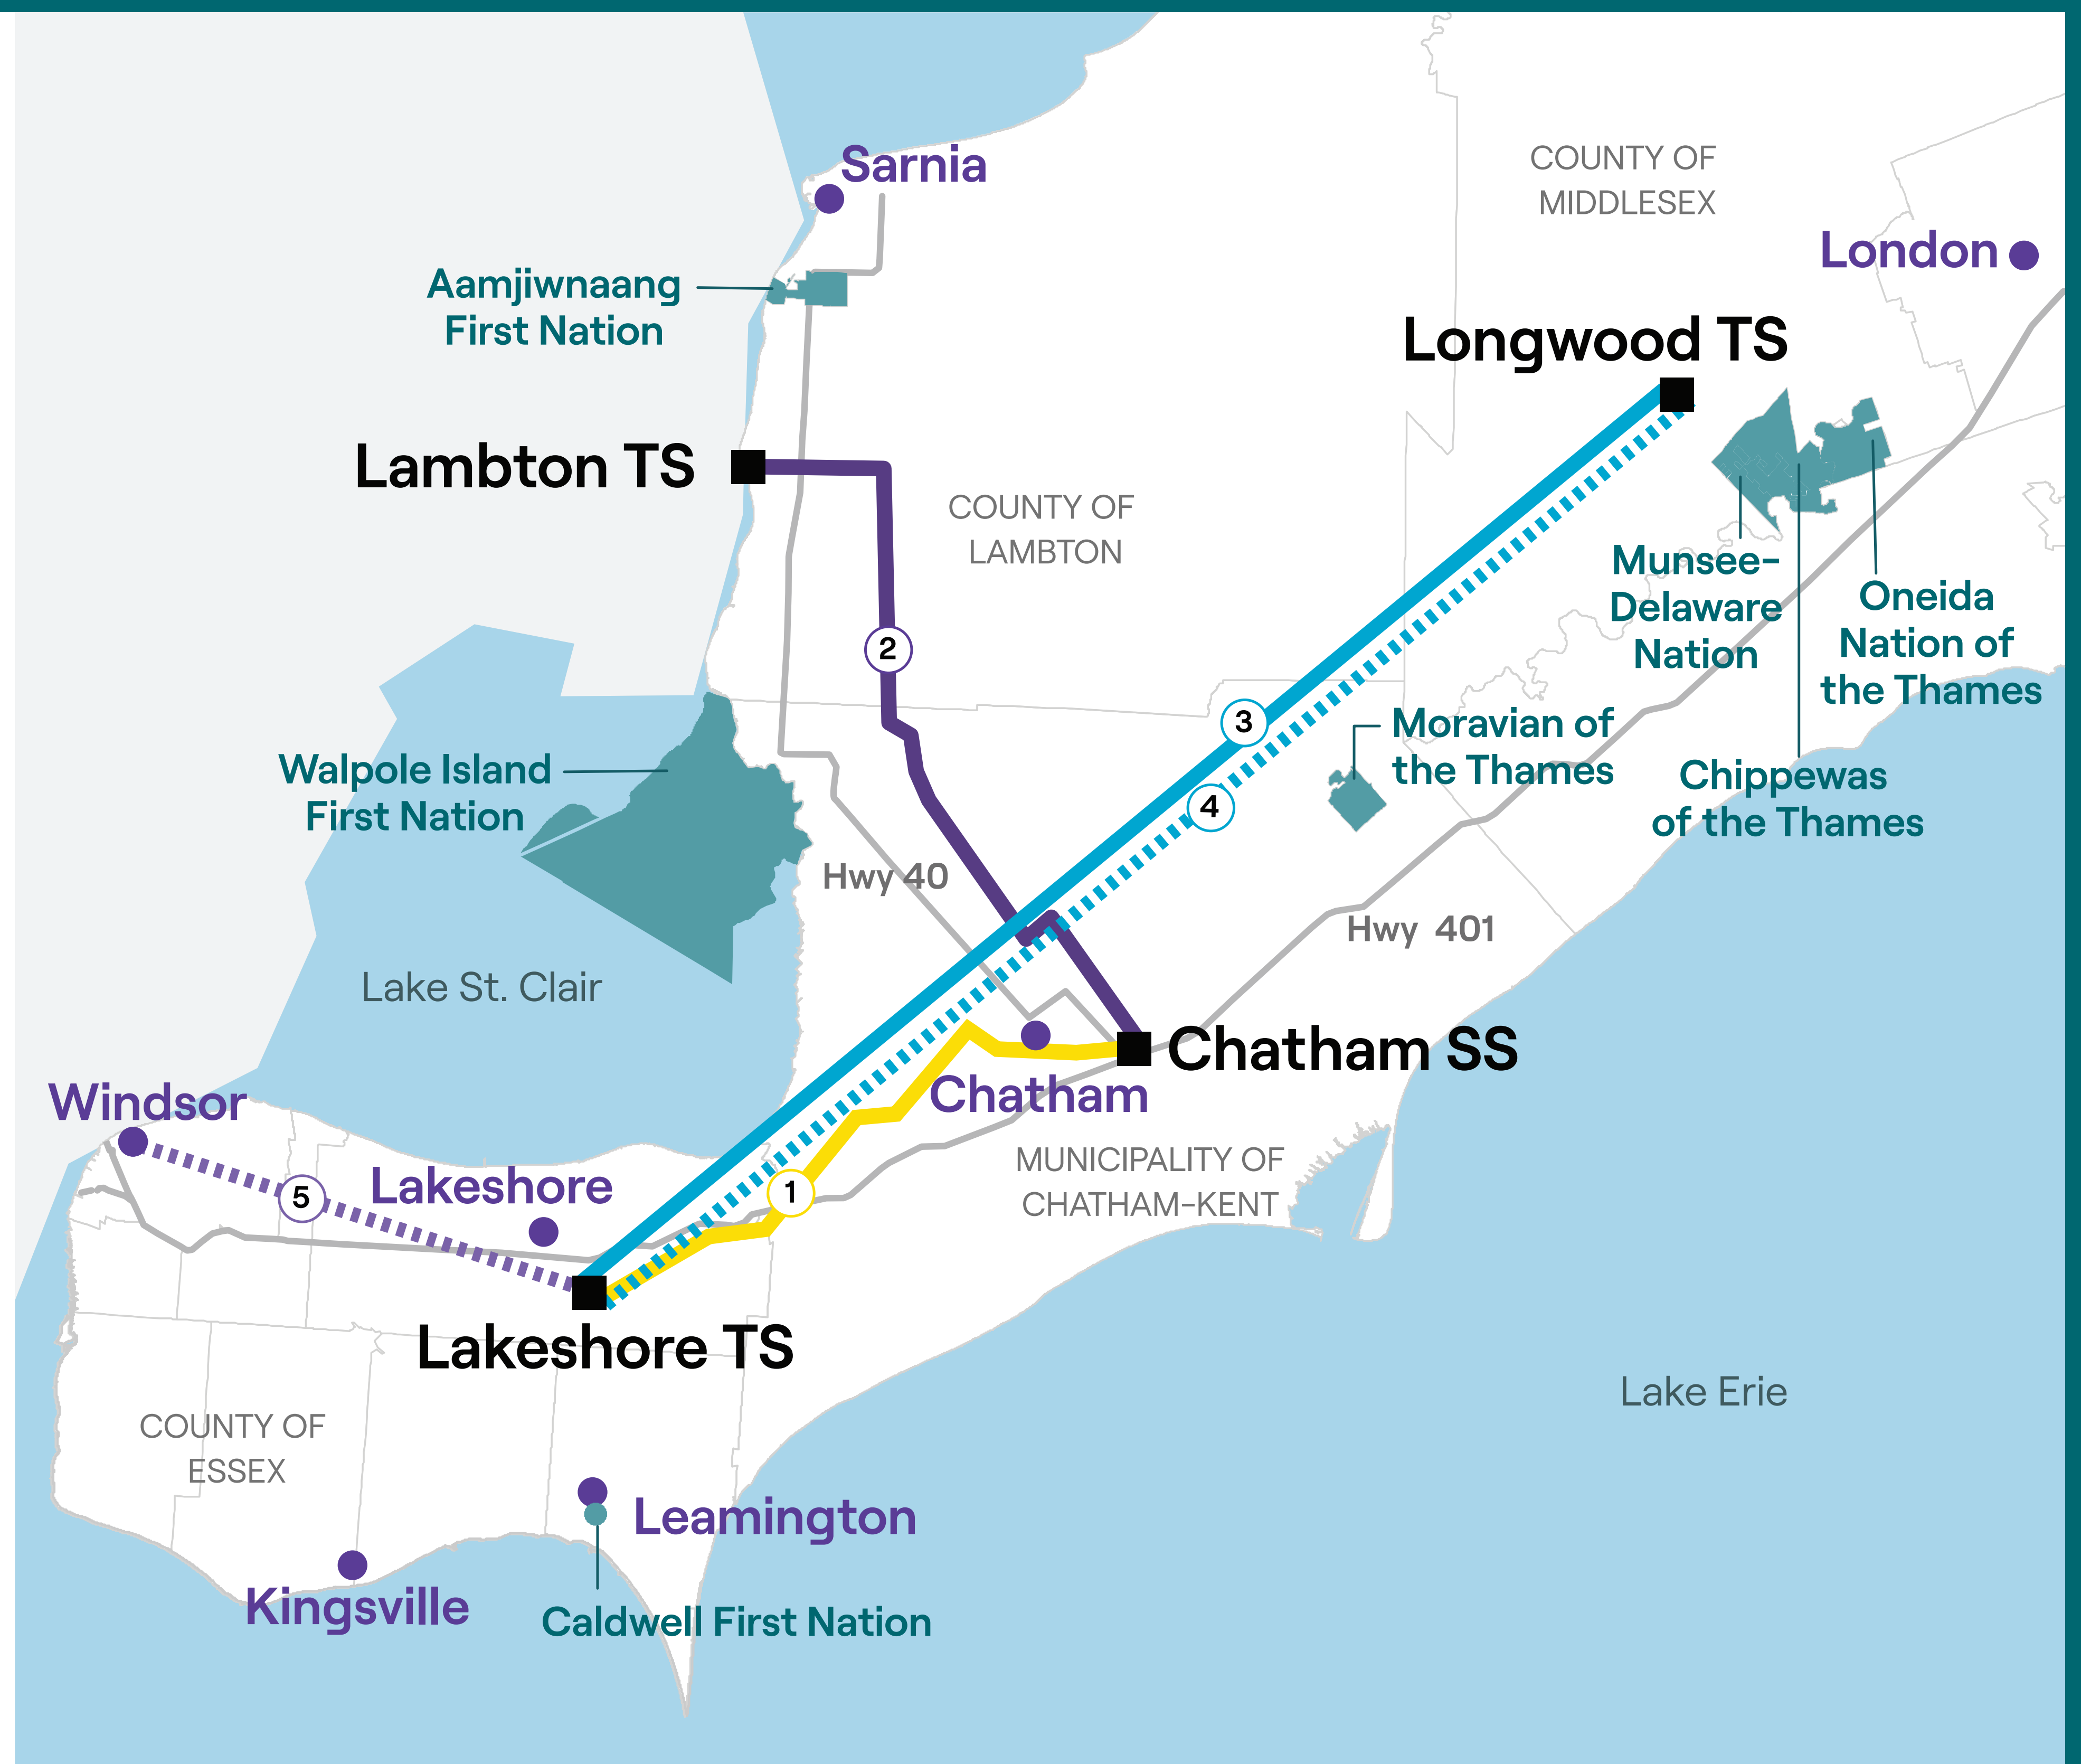 Sarnia
COUNTY OF
MIDDLESEX
London
Aamjiwnaang
First Nation
Longwood TS
Lambton TS
COUNTY OF
LAMBTON
Munsee-
Delaware
Nation
Oneida
Nation of
the Thames
2
3
Moravian of
the Thames
Walpole Island
First Nation
4
Chippewas
of the Thames
Hwy 40
Hwy 401
Lake St. Clair
Chatham SS
Windsor
Chatham
MUNICIPALITY OF
CHATHAM-KENT
5
Lakeshore
1
Lakeshore TS
Lake Erie
COUNTY OF
ESSEX
Leamington
Kingsville
Caldwell First Nation